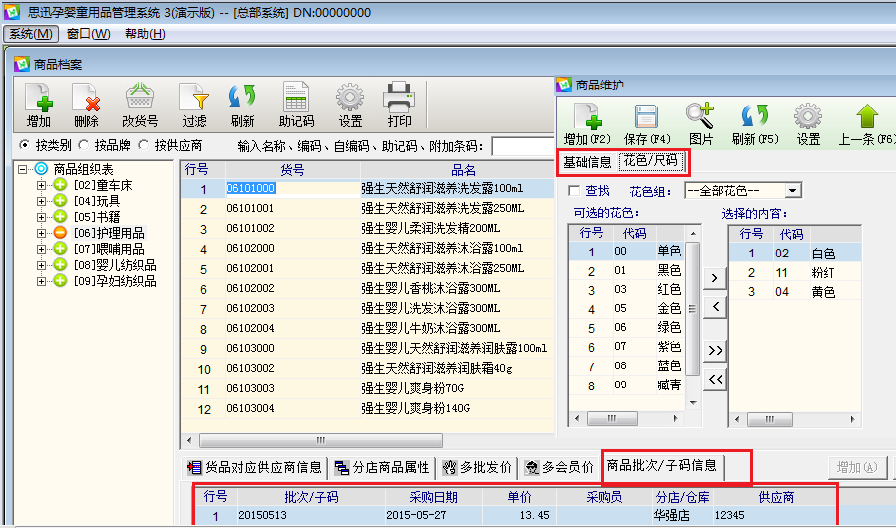 思迅孕婴童用品管理系统 3(演示版) -- [总部系统] DN:00000000
系统(M) 窗口(W) 帮助(H)
商品档案
增加 删除 改货号 过滤 刷新 助记码 设置 打印
按类别 按品牌 按供应商 输入名称、编码、自编码、助记码、附加条码:
商品组织表
[02]童车床
[04]玩具
[05]书籍
[06]护理用品
[07]喂哺用品
[08]婴儿纺织品
[09]孕妇纺织品
行号 货号 品名
1 06101000 强生天然舒润滋养洗发露100ml
2 06101001 强生天然舒润滋养洗发露250ML
3 06101002 强生婴儿柔润洗发精200ML
4 06102000 强生天然舒润滋养沐浴露100ml
5 06102001 强生天然舒润滋养沐浴露250ML
6 06102002 强生婴儿香桃沐浴露300ML
7 06102003 强生婴儿洗发沐浴露300ML
8 06102004 强生婴儿牛奶沐浴露300ML
9 06103000 强生婴儿天然舒润滋养润肤露100ml
10 06103002 强生天然舒润滋养润肤霜40g
11 06103003 强生婴儿爽身粉70G
12 06103004 强生婴儿爽身粉140G
商品维护
增加(F2) 保存(F4) 图片 刷新(F5) 设置 上一条(F6)
基础信息 花色/尺码
查找 花色组: --全部花色--
可选的花色:
行号 代码
1 00 单色
2 01 黑色
3 03 红色
4 05 金色
5 06 绿色
6 07 紫色
7 08 蓝色
8 09 藏青
>
<
>>
<<
选择的内容:
行号 代码
1 02 白色
2 11 粉红
3 04 黄色
货品对应供应商信息 分店商品属性 多批发价 多会员价 商品批次/子码信息 增加(A)
行号 批次/子码 采购日期 单价 采购员 分店/仓库 供应商
1 20150513 2015-05-27 13.45 华强店 12345